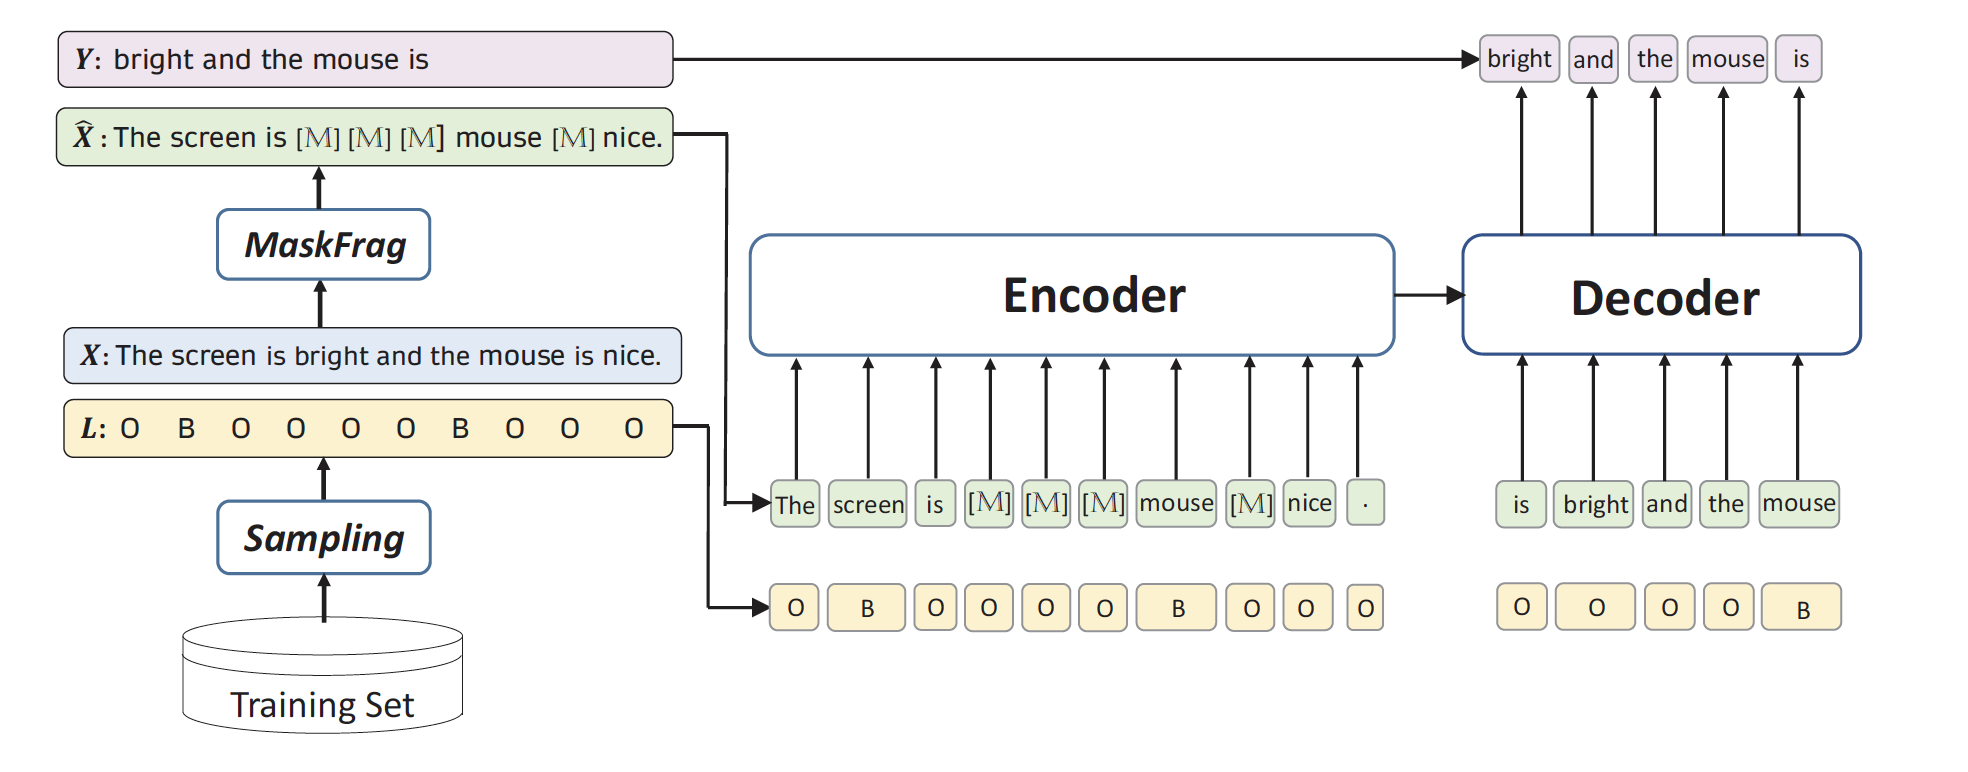 Y: bright and the mouse is
X̂ : The screen is [M] [M] [M] mouse [M] nice.
MaskFrag
X: The screen is bright and the mouse is nice.
L: O B O O O O B O O O
Sampling
Training Set
Encoder
The screen is [M] [M] [M] mouse [M] nice .
O B O O O O B O O O
bright and the mouse is
Decoder
is bright and the mouse
O O O O B